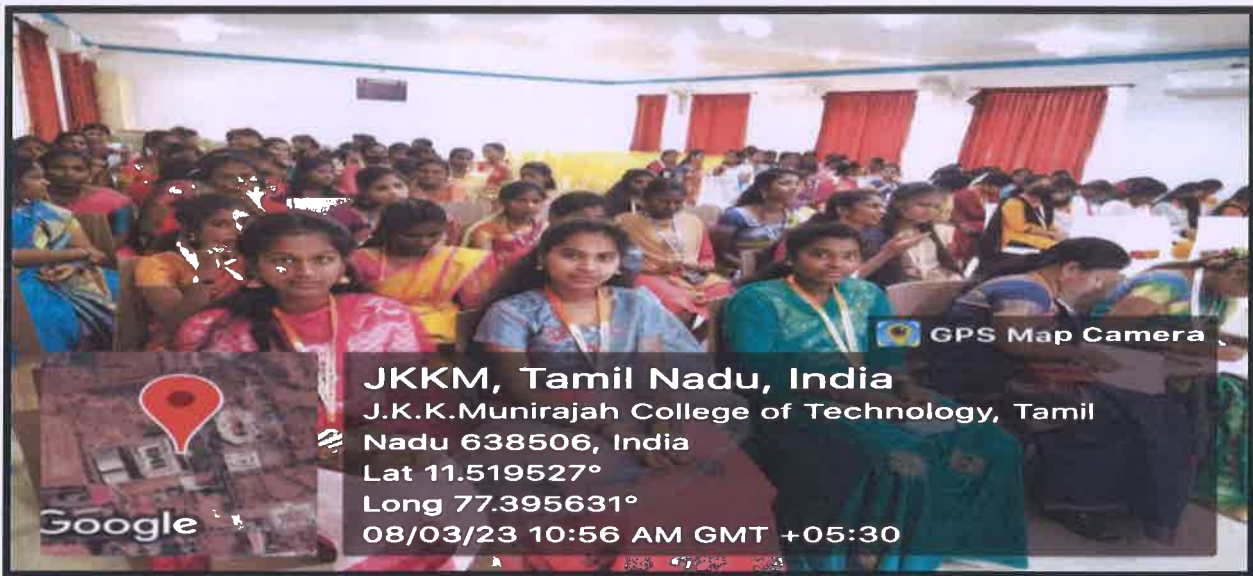 GPS Map Camera
JKKM, Tamil Nadu, India
J.K.K.Munirajah College of Technology, Tamil
Nadu 638506, India
Lat 11.519527°
Long 77.395631°
08/03/23 10:56 AM GMT +05:30
Google